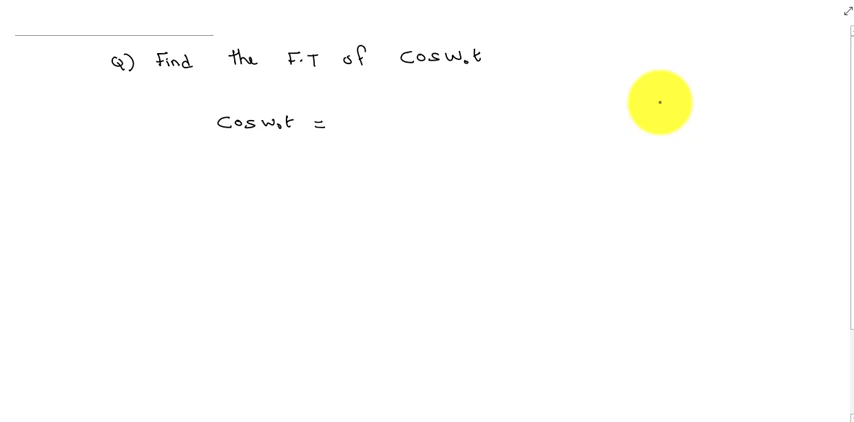 Q) Find the F.T of Cosw₀t
Cosw₀t =